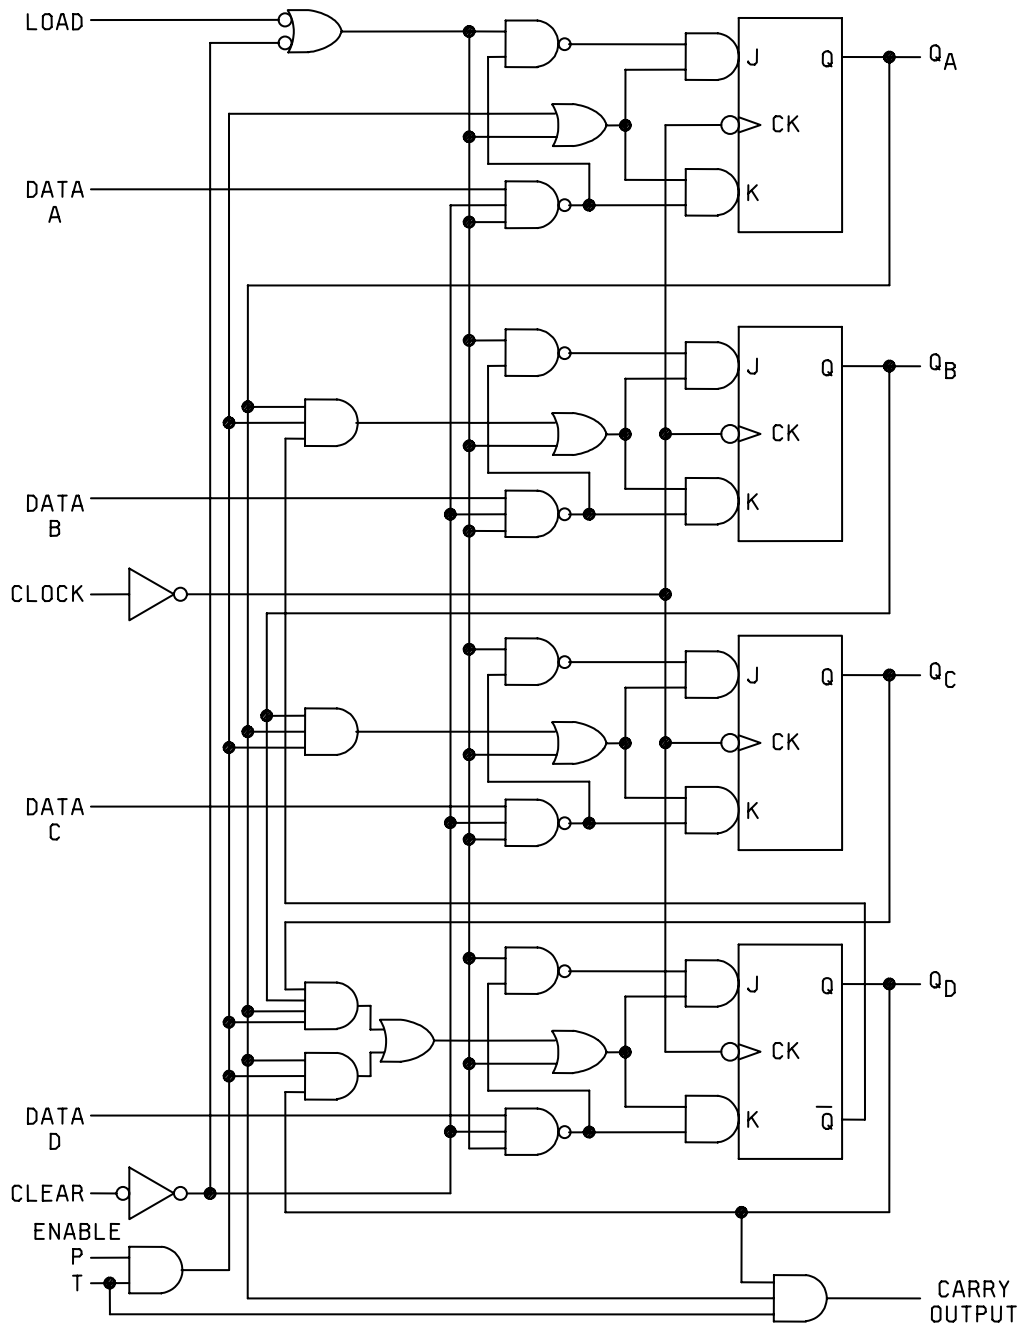 LOAD
J
Q
Q A
CK
DATA
A
K
J
Q
Q B
CK
DATA
B
K
CLOCK
J
Q
Q C
CK
DATA
C
K
J
Q
Q D
CK
DATA
D
K
Q̅
CLEAR
ENABLE
P
T
CARRY
OUTPUT